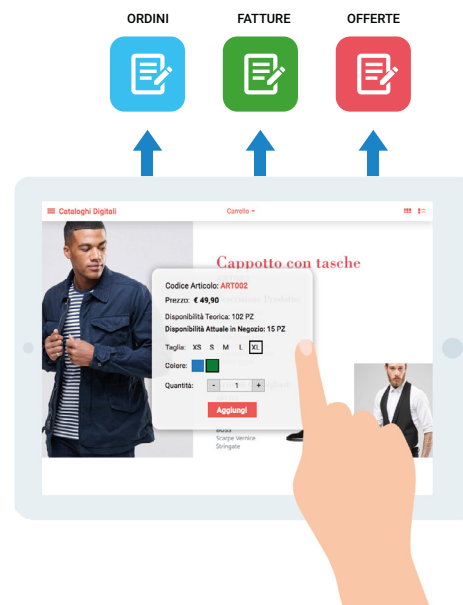 ORDINI FATTURE OFFERTE
Cataloghi Digitali Carrello
Cappotto con tasche
Codice Articolo: ART002
Prezzo: € 49,90
Disponibilità Teorica: 102 PZ
Disponibilità Attuale in Negozio: 15 PZ
Taglia: XS S M L XL
Colore:
Quantità: - 1 +
Aggiungi
BOSS
Scarpe Vernice
Stringate